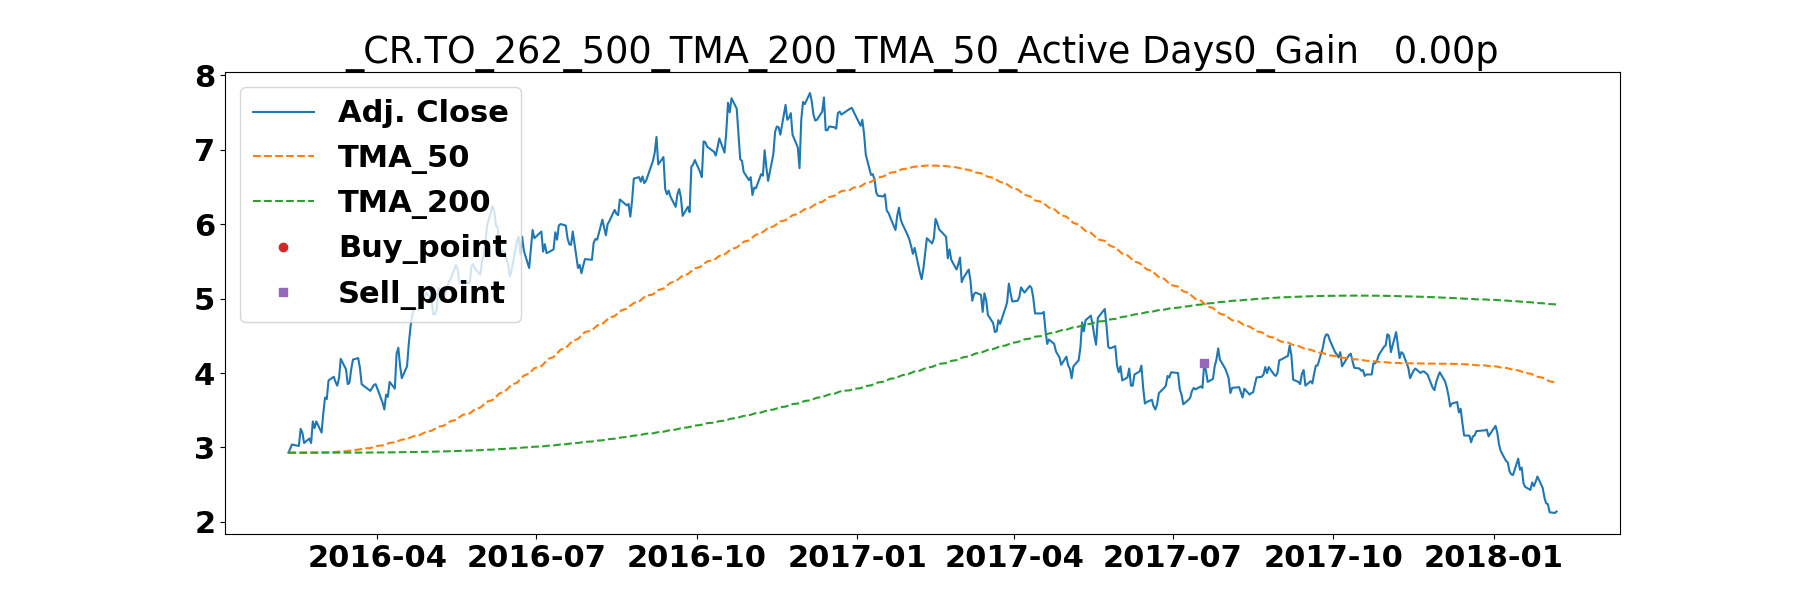 _CR.TO_262_500_TMA_200_TMA_50_Active Days0_Gain   0.00p
8
7
6
5
4
3
2
Adj. Close
TMA_50
TMA_200
Buy_point
Sell_point
2016-04 2016-07 2016-10 2017-01 2017-04 2017-07 2017-10 2018-01